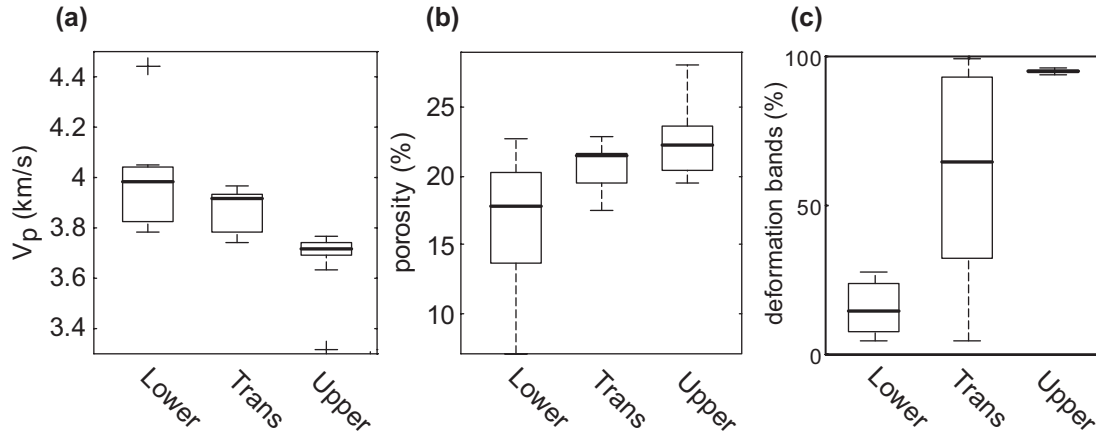 (a)
(b)
(c)
V_p (km/s)
4.4
4.2
4
3.8
3.6
3.4
Lower
Trans
Upper
porosity (%)
25
20
15
10
Lower
Trans
Upper
deformation bands (%)
100
50
0
Lower
Trans
Upper